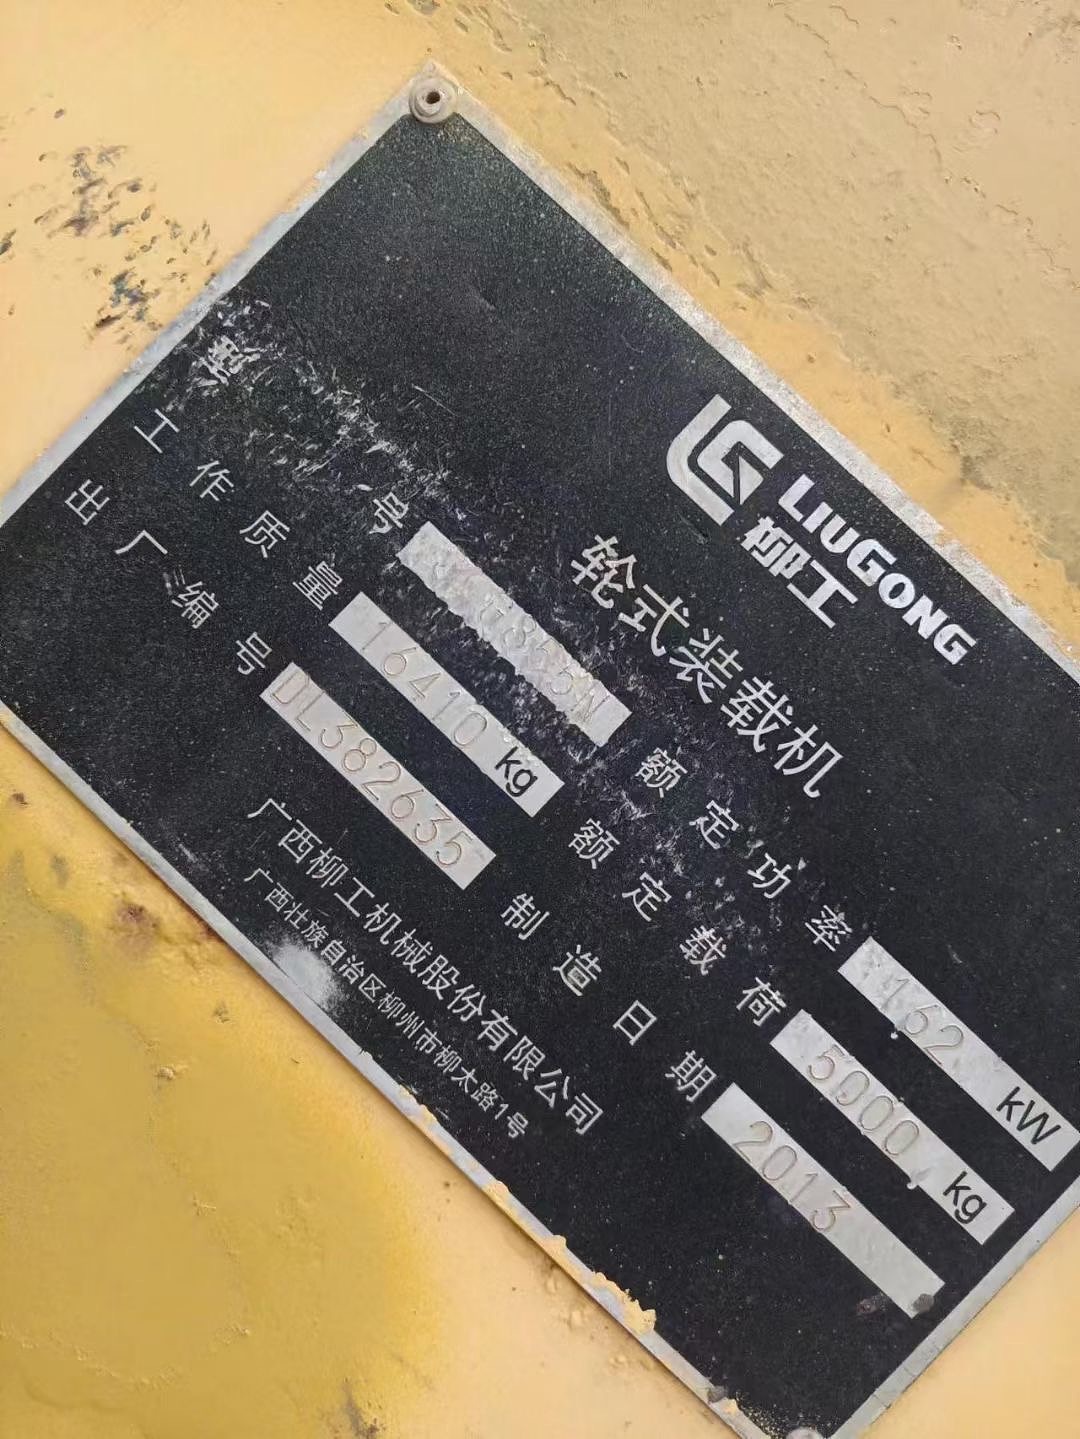 LIUGONG
柳工
轮式装载机
型号 G855N 额定功率 162 kW
工作质量 16410 kg 额定载荷 5000 kg
出厂编号 DL382635 制造日期 2013
广西柳工机械股份有限公司
广西壮族自治区柳州市柳太路1号